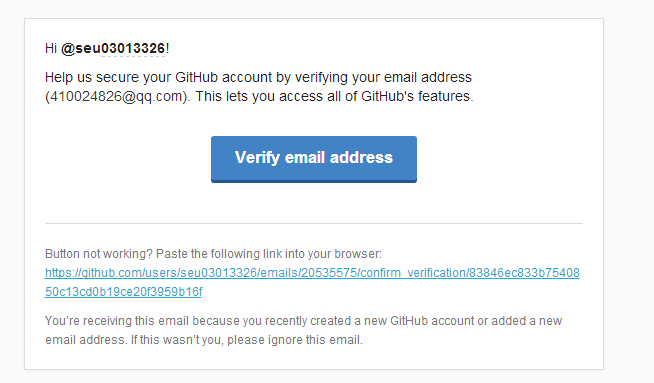 Hi @seu03013326!
Help us secure your GitHub account by verifying your email address
(410024826@qq.com). This lets you access all of GitHub's features.
Verify email address
Button not working? Paste the following link into your browser:
https://github.com/users/seu03013326/emails/20535575/confirm_verification/83846ec833b75408
50c13cd0b19ce20f3959b16f
You’re receiving this email because you recently created a new GitHub account or added a new
email address. If this wasn’t you, please ignore this email.